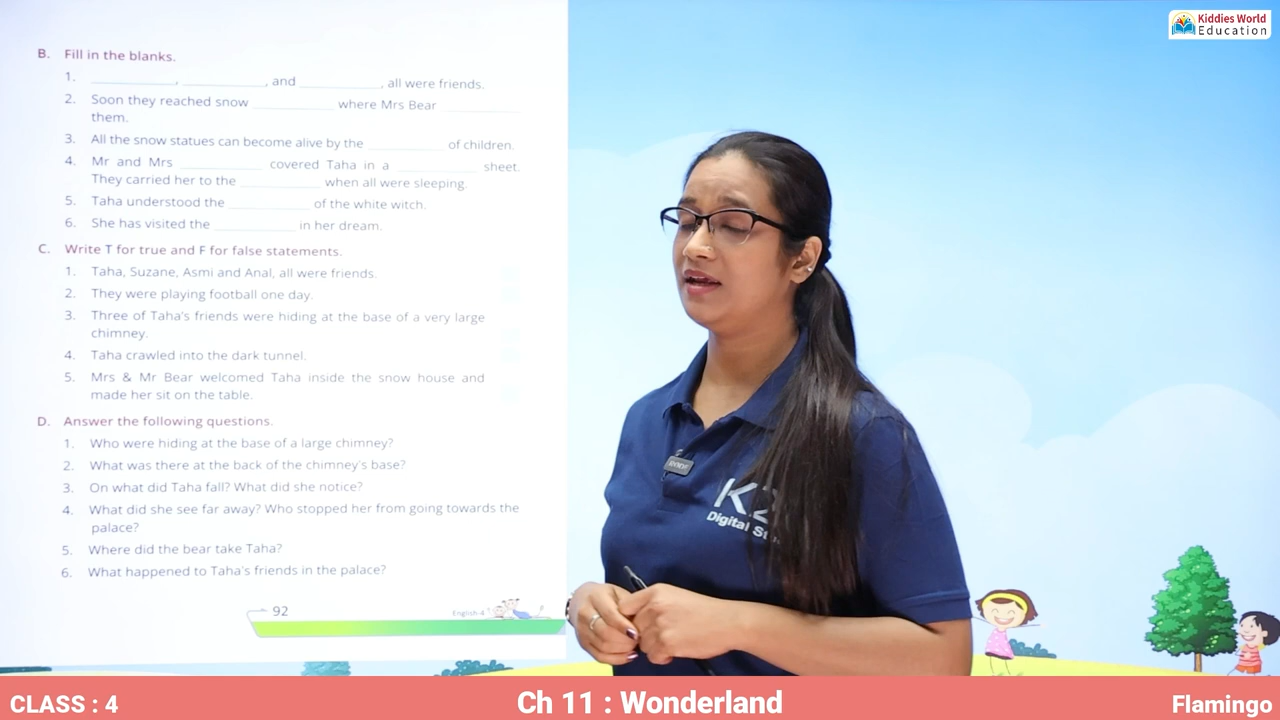 Kiddies World
Education
B. Fill in the blanks.
1. ____________, ____________, and ____________, all were friends.
2. Soon they reached snow ____________ where Mrs Bear ____________
them.
3. All the snow statues can become alive by the ____________ of children.
4. Mr and Mrs ____________ covered Taha in a ____________ sheet.
They carried her to the ____________ when all were sleeping.
5. Taha understood the ____________ of the white witch.
6. She has visited the ____________ in her dream.
C. Write T for true and F for false statements.
1. Taha, Suzane, Asmi and Anal, all were friends.
2. They were playing football one day.
3. Three of Taha's friends were hiding at the base of a very large
chimney.
4. Taha crawled into the dark tunnel.
5. Mrs & Mr Bear welcomed Taha inside the snow house and
made her sit on the table.
D. Answer the following questions.
1. Who were hiding at the base of a large chimney?
2. What was there at the back of the chimney's base?
3. On what did Taha fall? What did she notice?
4. What did she see far away? Who stopped her from going towards the
palace?
5. Where did the bear take Taha?
6. What happened to Taha's friends in the palace?
92
English-4
Digital
CLASS : 4
Ch 11 : Wonderland
Flamingo